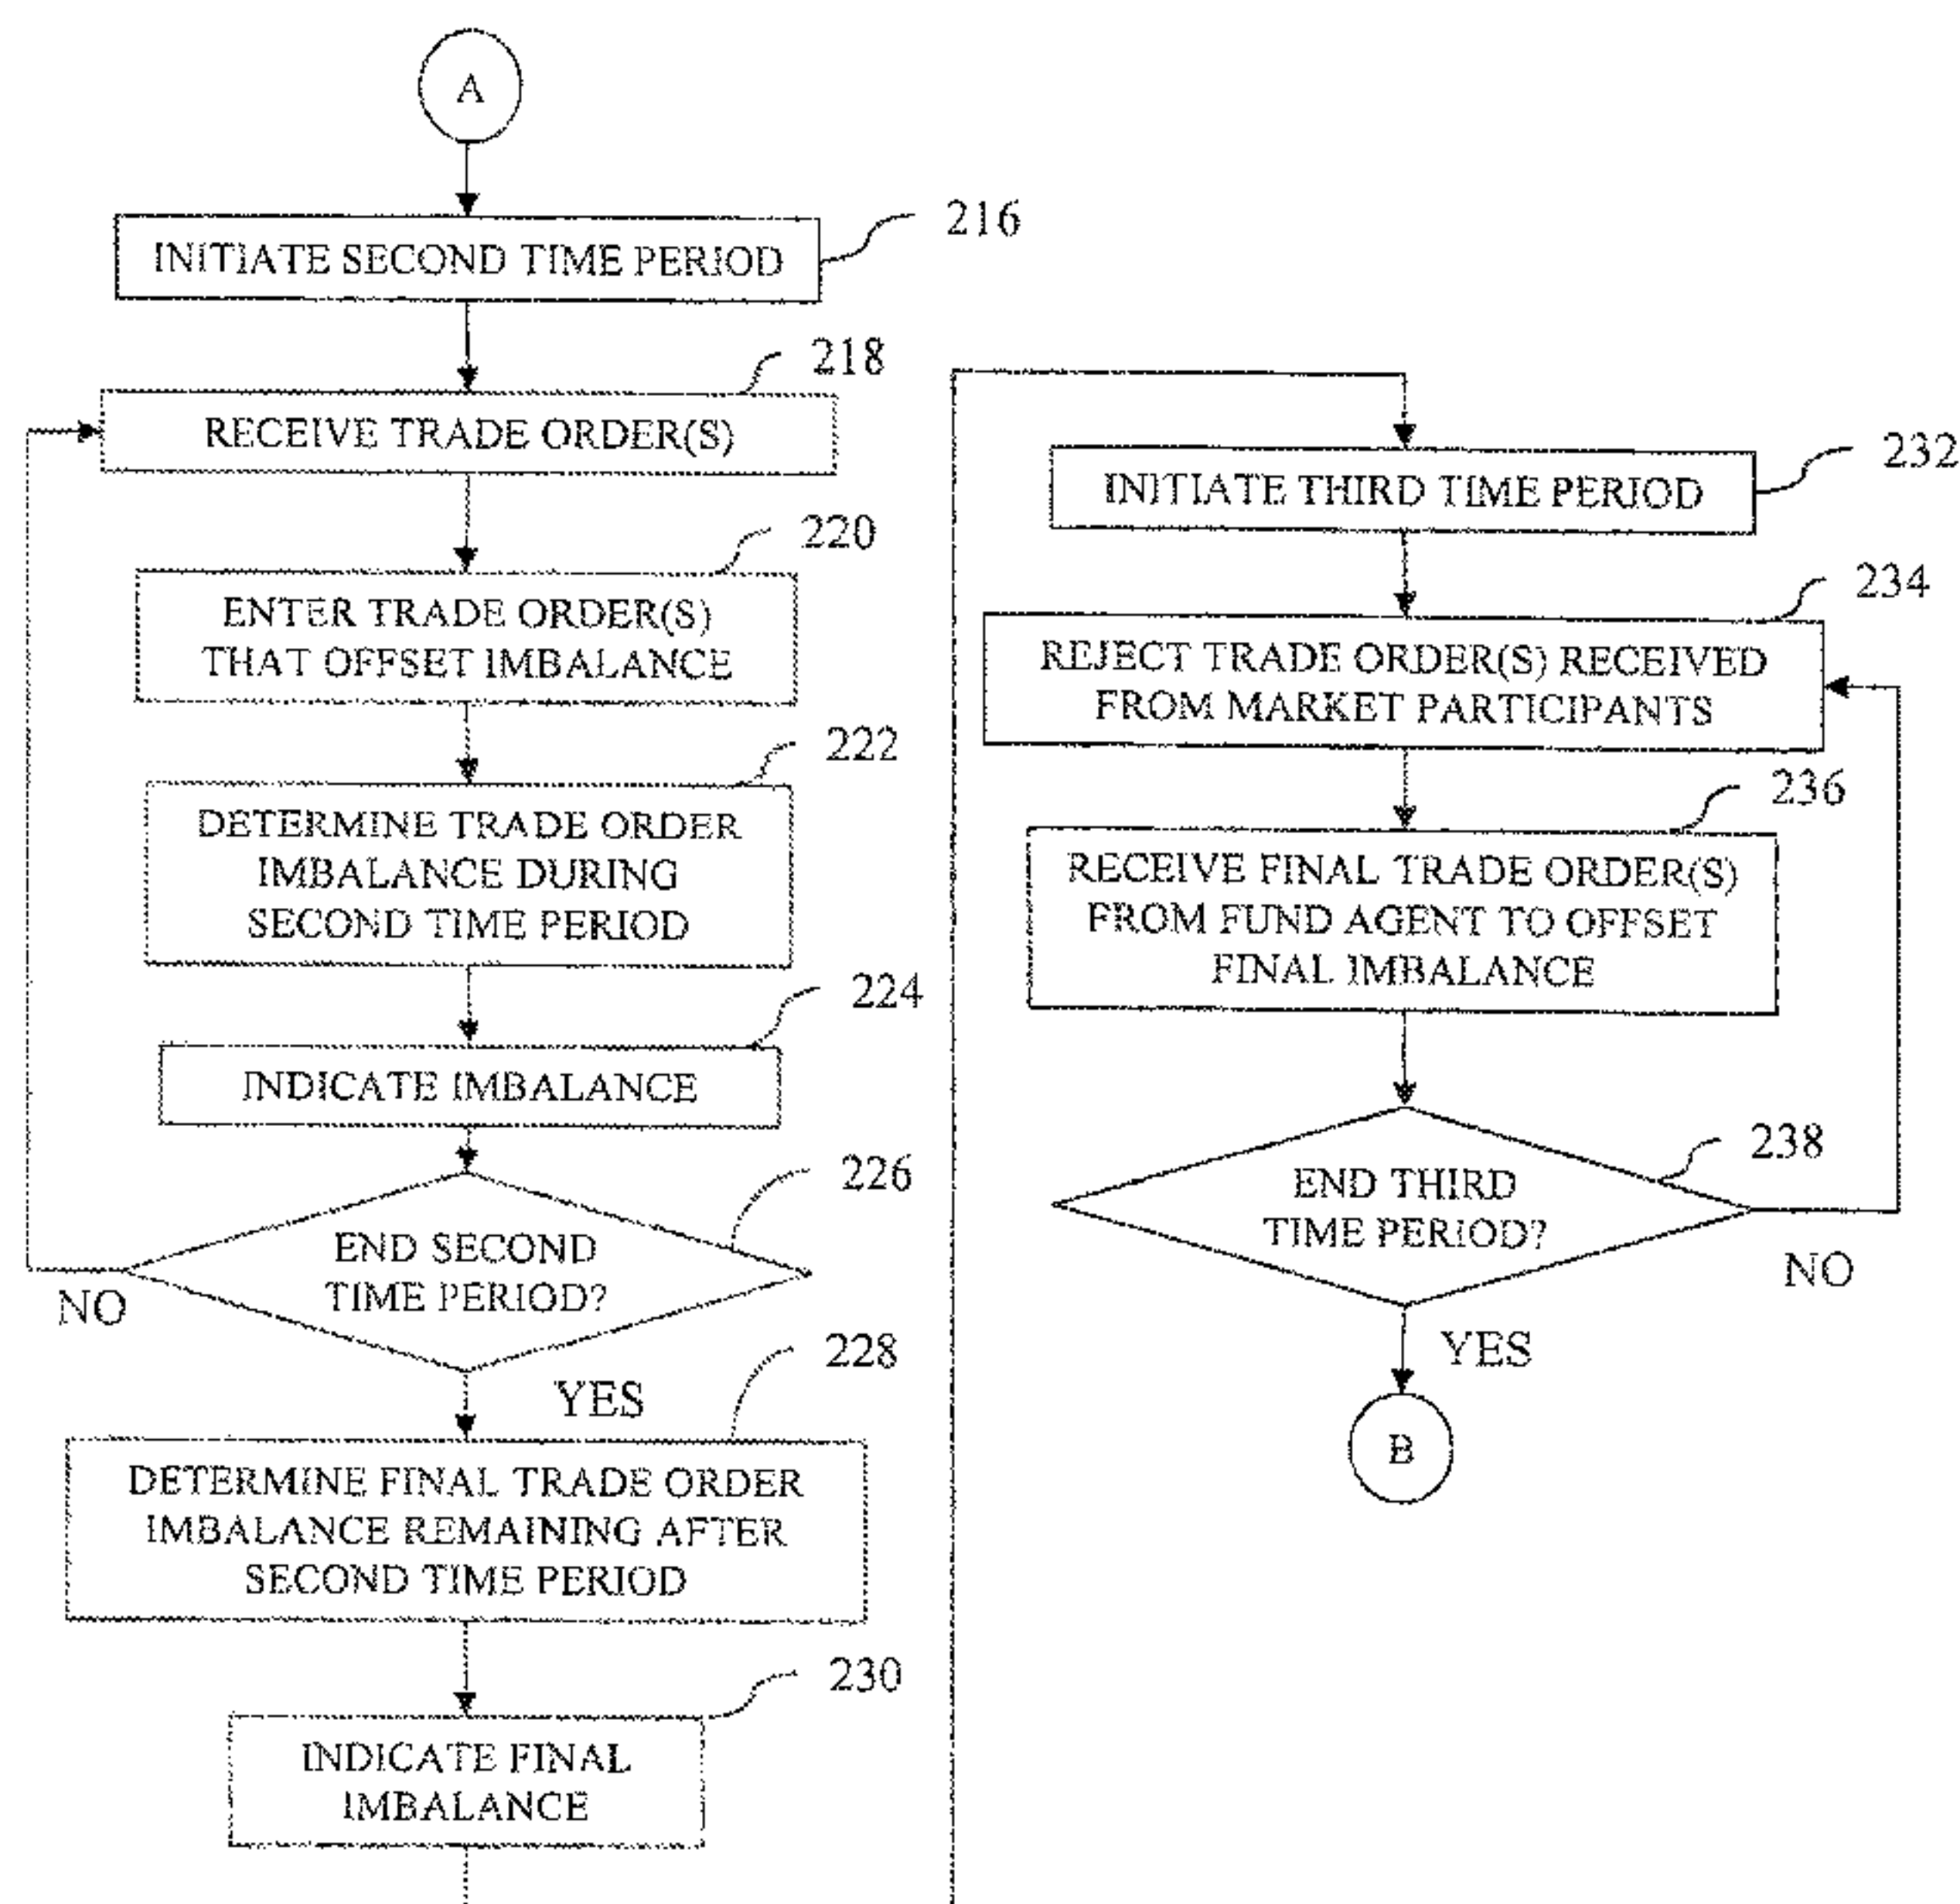 A
INITIATE SECOND TIME PERIOD
216
218
RECEIVE TRADE ORDER(S)
220
ENTER TRADE ORDER(S)
THAT OFFSET IMBALANCE
222
DETERMINE TRADE ORDER
IMBALANCE DURING
SECOND TIME PERIOD
224
INDICATE IMBALANCE
226
END SECOND
TIME PERIOD?
NO
YES
228
DETERMINE FINAL TRADE ORDER
IMBALANCE REMAINING AFTER
SECOND TIME PERIOD
230
INDICATE FINAL
IMBALANCE
232
INITIATE THIRD TIME PERIOD
234
REJECT TRADE ORDER(S) RECEIVED
FROM MARKET PARTICIPANTS
236
RECEIVE FINAL TRADE ORDER(S)
FROM FUND AGENT TO OFFSET
FINAL IMBALANCE
238
END THIRD
TIME PERIOD?
NO
YES
B